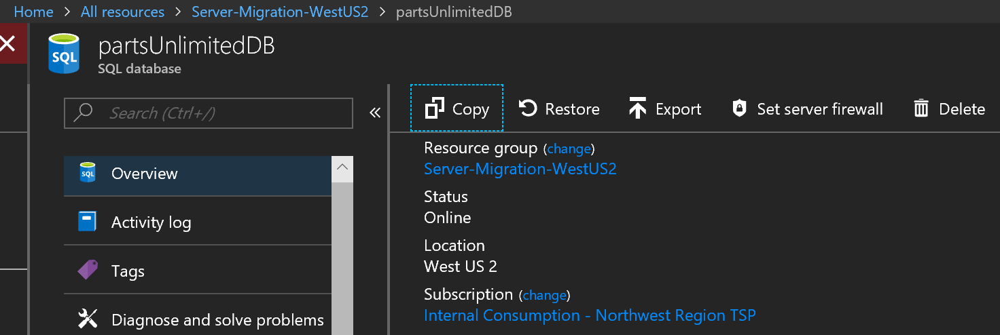 Home > All resources > Server-Migration-WestUS2 > partsUnlimitedDB
SQL
partsUnlimitedDB
SQL database
Search (Ctrl+/)
«
Copy
Restore
Export
Set server firewall
Delete
SQL
Overview
Activity log
Tags
Diagnose and solve problems
Resource group (change)
Server-Migration-WestUS2
Status
Online
Location
West US 2
Subscription (change)
Internal Consumption - Northwest Region TSP